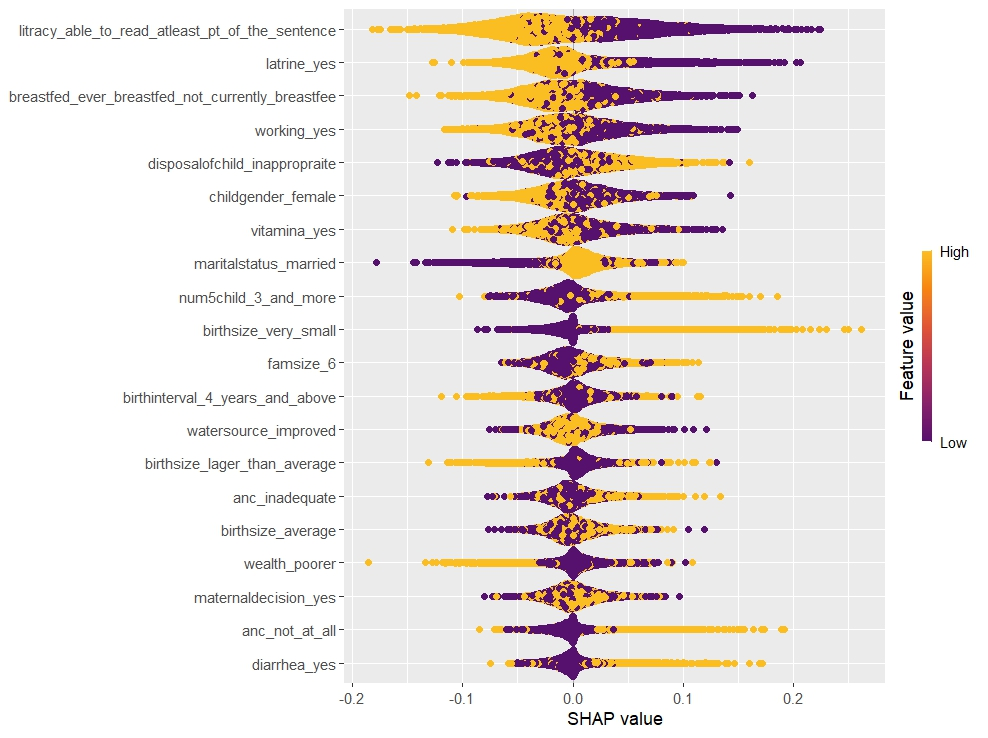 litracy_able_to_read_atleast_pt_of_the_sentence
latrine_yes
breastfed_ever_breastfed_not_currently_breastfee
working_yes
disposalofchild_inappropraite
childgender_female
vitamina_yes
maritalstatus_married
num5child_3_and_more
birthsize_very_small
famsize_6
birthinterval_4_years_and_above
watersource_improved
birthsize_lager_than_average
anc_inadequate
birthsize_average
wealth_poorer
maternaldecision_yes
anc_not_at_all
diarrhea_yes
-0.2 -0.1 0.0 0.1 0.2
SHAP value
High
Feature value
Low